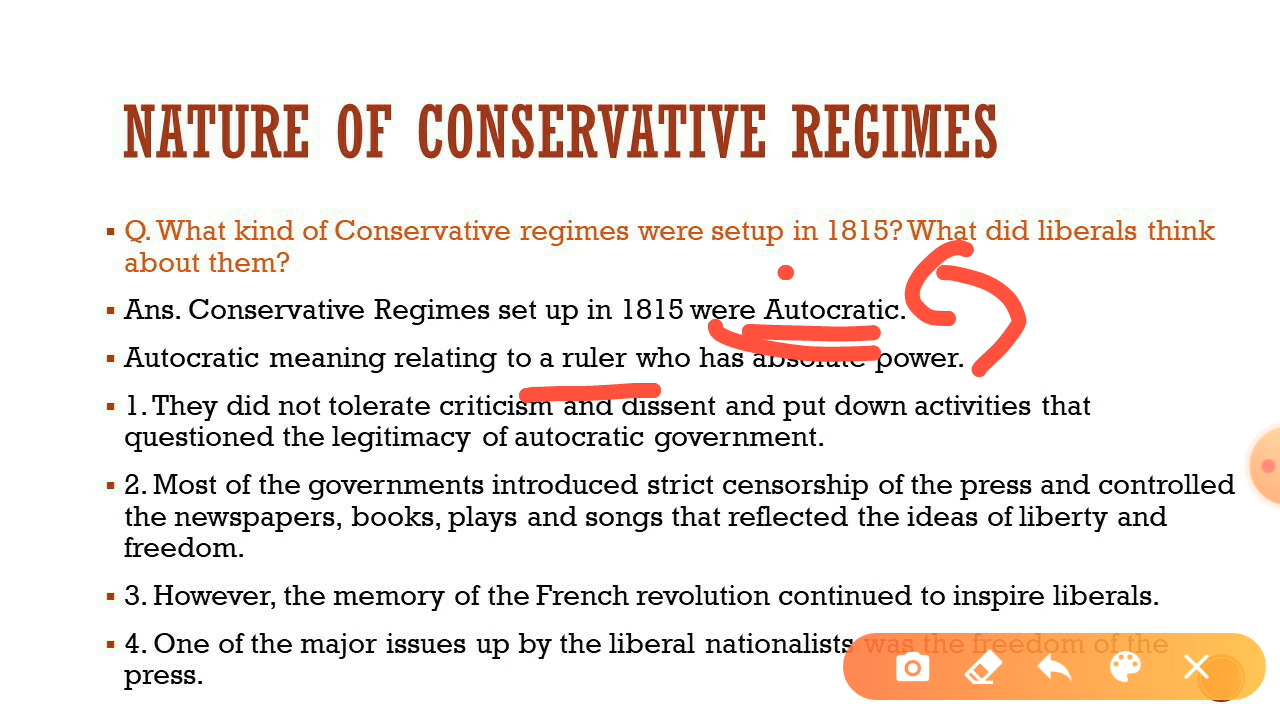 NATURE OF CONSERVATIVE REGIMES
▪ Q. What kind of Conservative regimes were setup in 1815? What did liberals think
about them?
▪ Ans. Conservative Regimes set up in 1815 were Autocratic.
▪ Autocratic meaning relating to a ruler who has absolute power.
▪ 1. They did not tolerate criticism and dissent and put down activities that
questioned the legitimacy of autocratic government.
▪ 2. Most of the governments introduced strict censorship of the press and controlled
the newspapers, books, plays and songs that reflected the ideas of liberty and
freedom.
▪ 3. However, the memory of the French revolution continued to inspire liberals.
▪ 4. One of the major issues up by the liberal nationalists was the freedom of the
press.